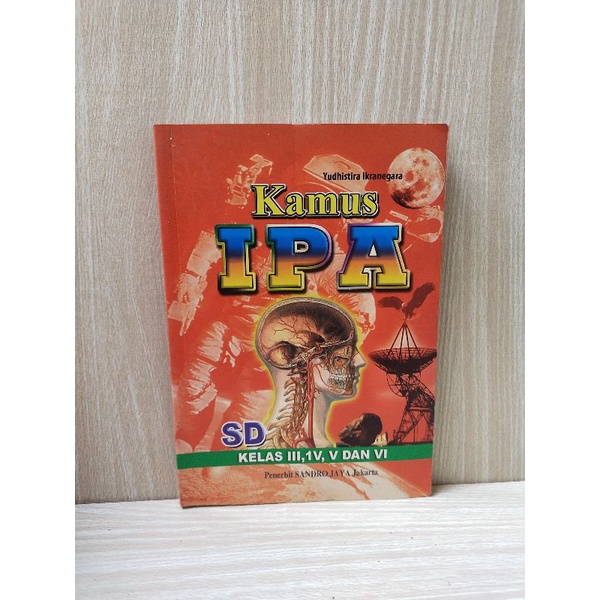 Yudhistira Ikranegara
Kamus
IPA
SD
KELAS III,1V, V DAN VI
Penerbit SANDRO JAYA Jakarta